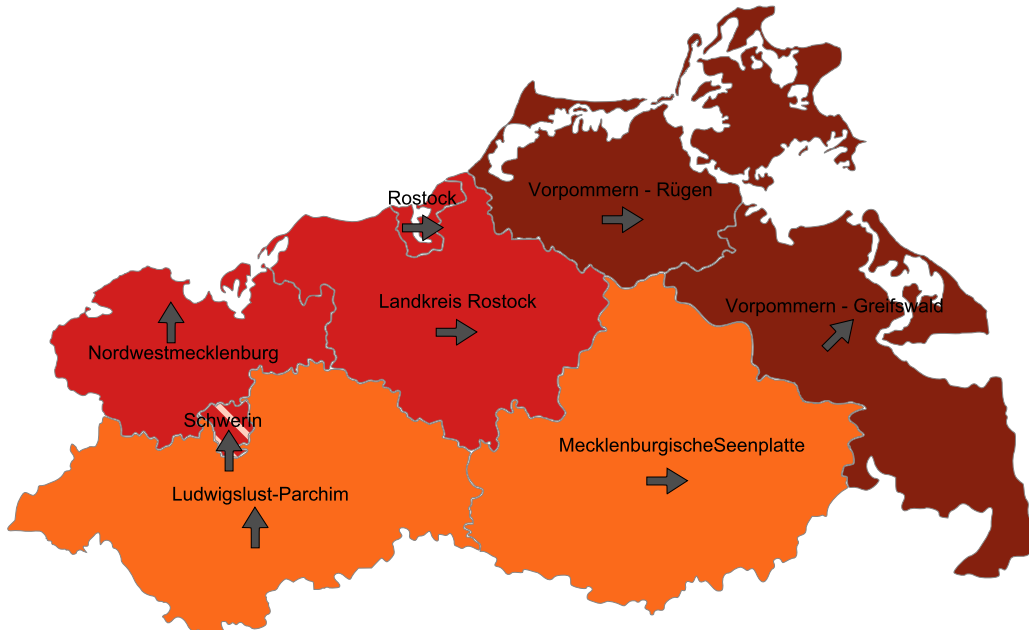 Vorpommern - Rügen
Rostock
Landkreis Rostock
Vorpommern - Greifswald
Nordwestmecklenburg
Schwerin
MecklenburgischeSeenplatte
Ludwigslust-Parchim